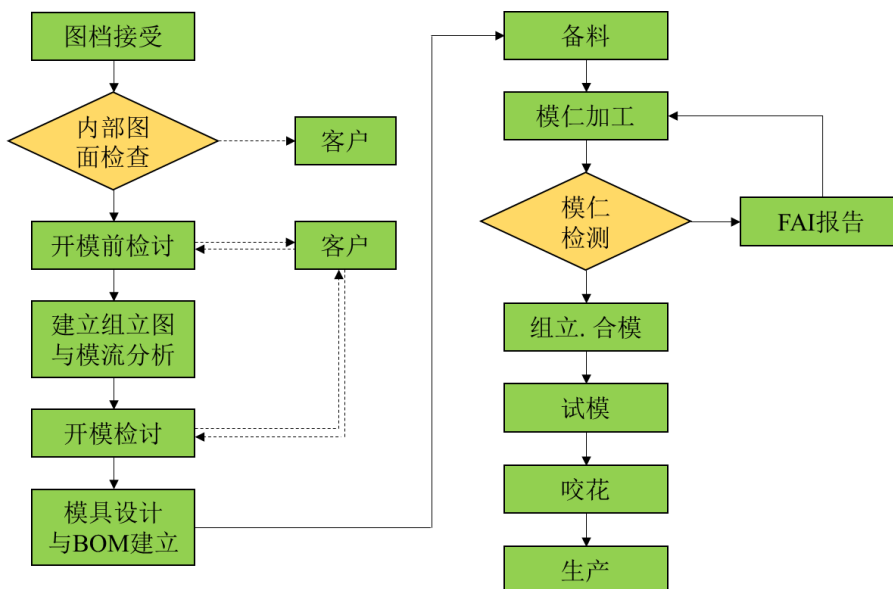 图档接受
内部图
面检查
客户
开模前检讨
客户
建立组立图
与模流分析
开模检讨
模具设计
与BOM建立
备料
模仁加工
模仁
检测
FAI报告
组立. 合模
试模
咬花
生产